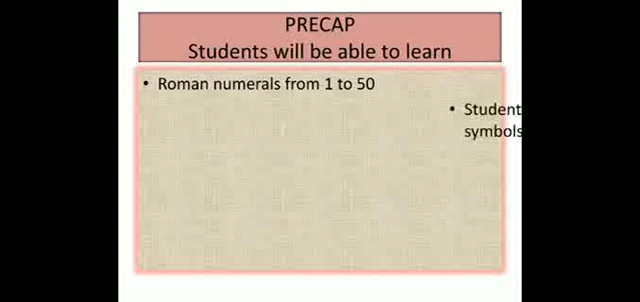 PRECAP
Students will be able to learn
• Roman numerals from 1 to 50
• Student
symbols